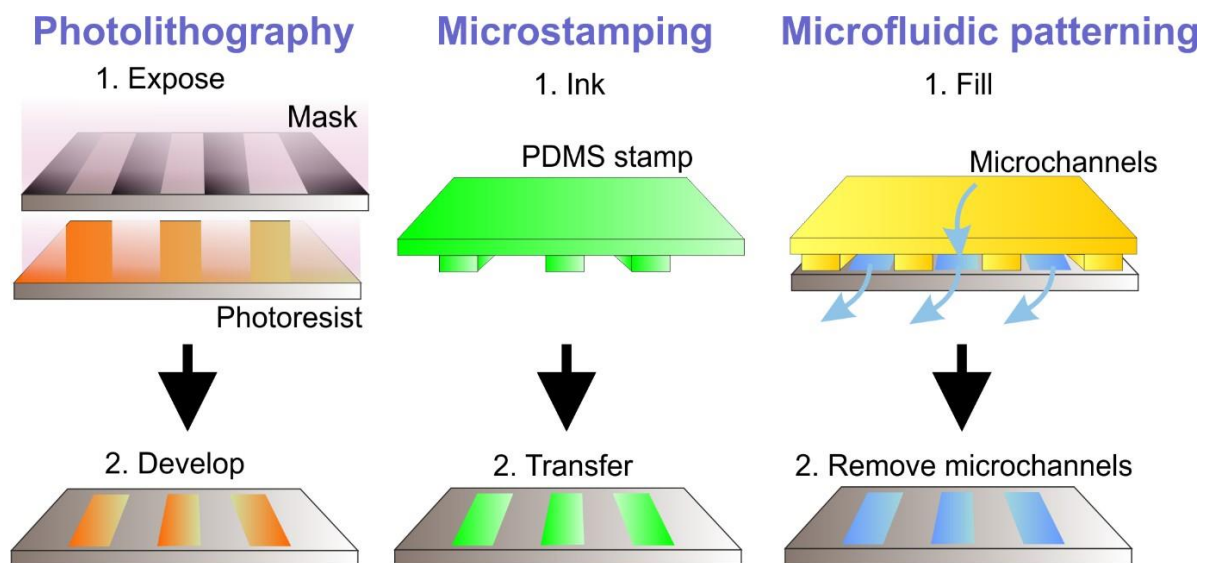 Photolithography
1. Expose
Mask
Photoresist
2. Develop
Microstamping
1. Ink
PDMS stamp
2. Transfer
Microfluidic patterning
1. Fill
Microchannels
2. Remove microchannels